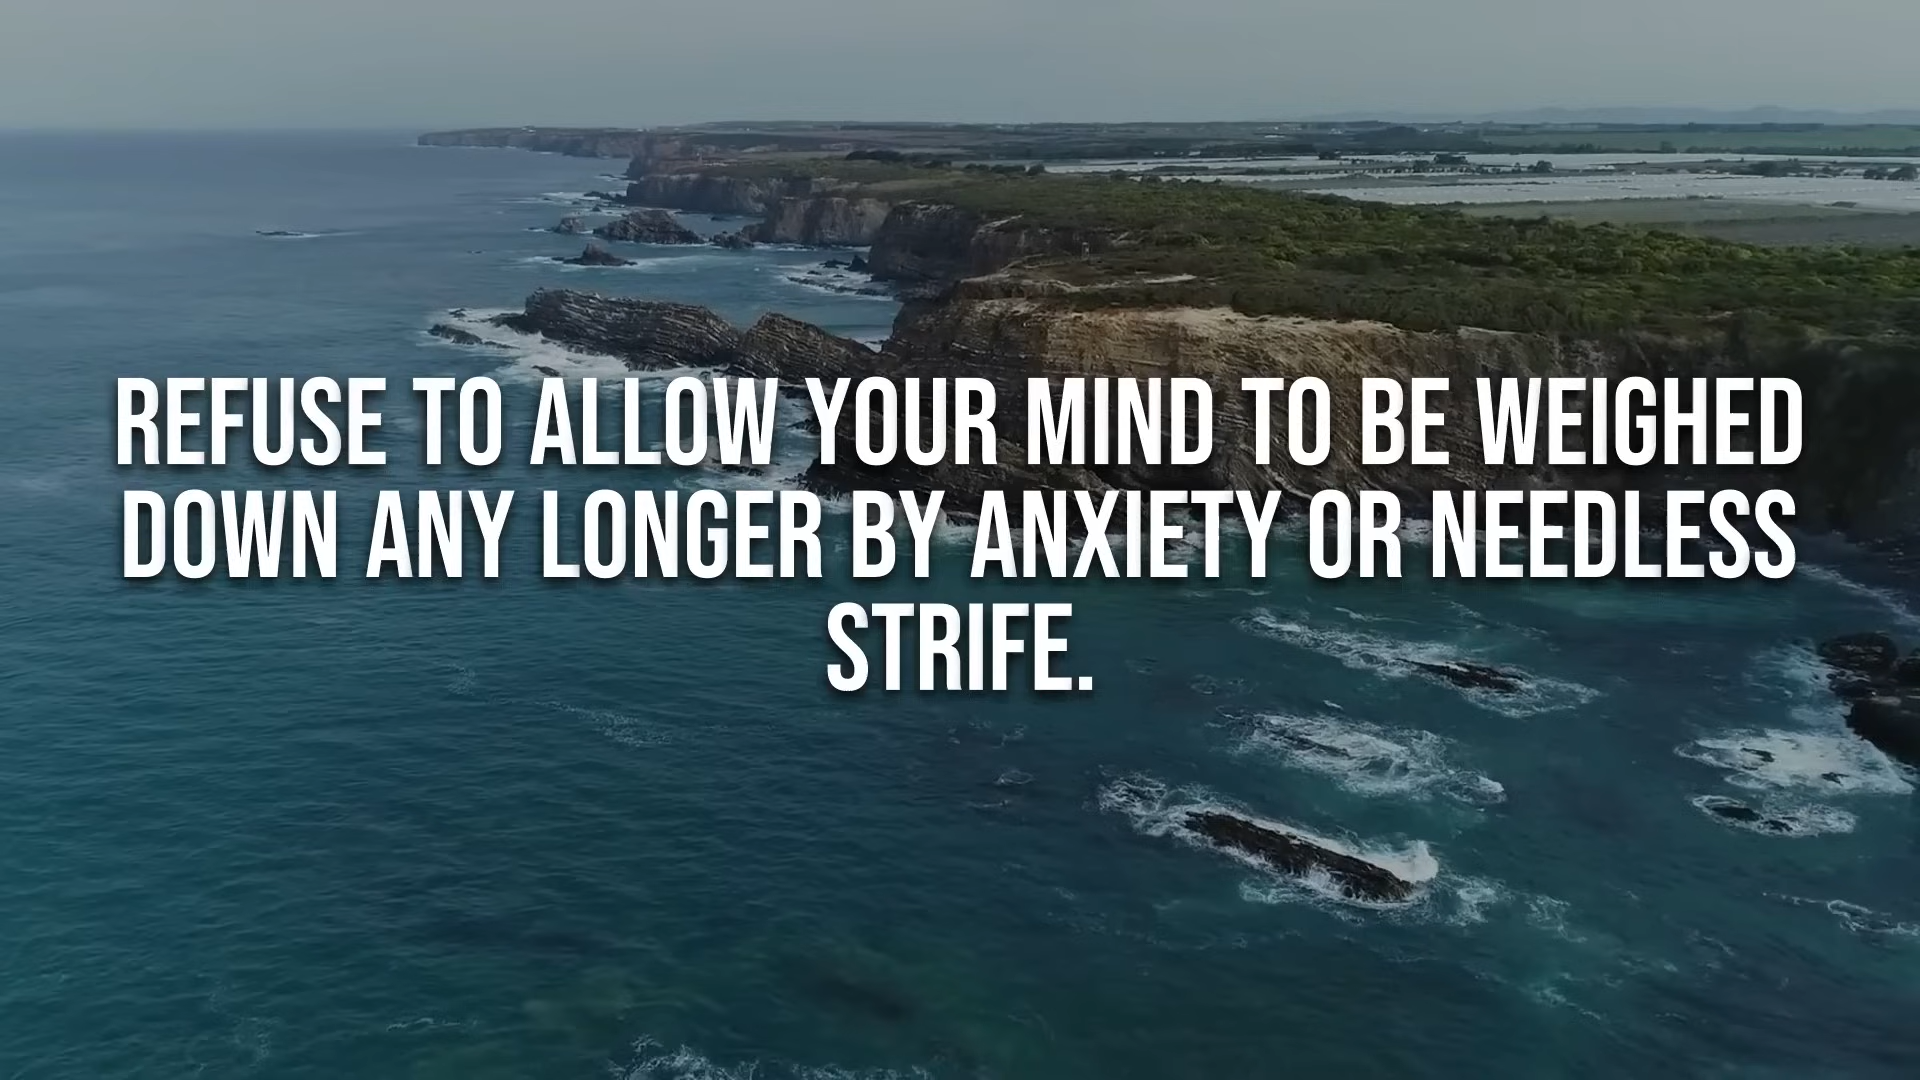 REFUSE TO ALLOW YOUR MIND TO BE WEIGHED
DOWN ANY LONGER BY ANXIETY OR NEEDLESS
STRIFE.